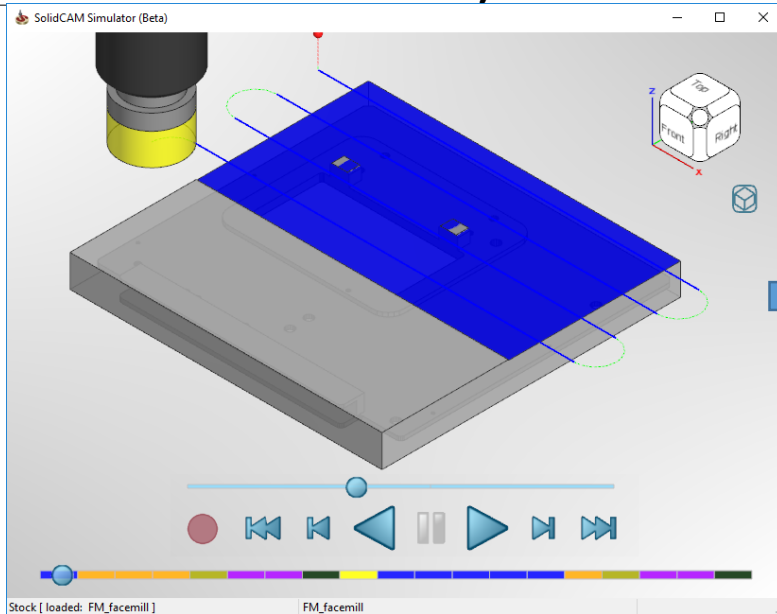 SolidCAM Simulator (Beta)
Top
Front
Right
z
x
Stock [ loaded: FM_facemill ]
FM_facemill